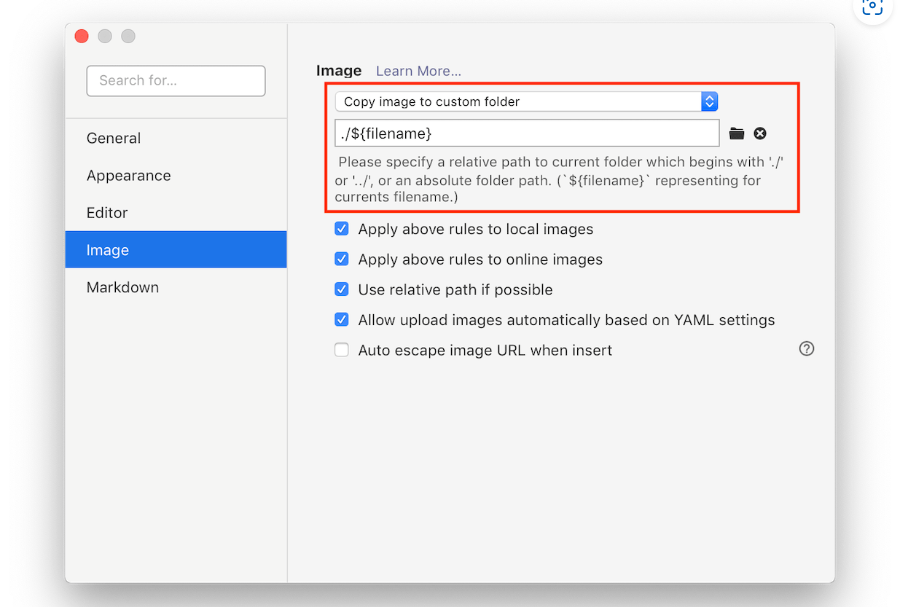 Search for...
General
Appearance
Editor
Image
Markdown
Image Learn More...
Copy image to custom folder
./${filename}
Please specify a relative path to current folder which begins with './'
or '../', or an absolute folder path. (`${filename}` representing for
currents filename.)
Apply above rules to local images
Apply above rules to online images
Use relative path if possible
Allow upload images automatically based on YAML settings
Auto escape image URL when insert
?